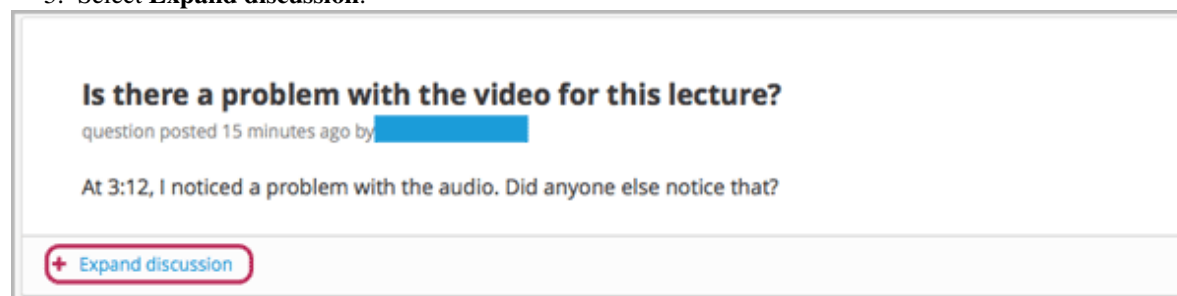 5. Select Expand discussion.
Is there a problem with the video for this lecture?
question posted 15 minutes ago by
At 3:12, I noticed a problem with the audio. Did anyone else notice that?
+ Expand discussion